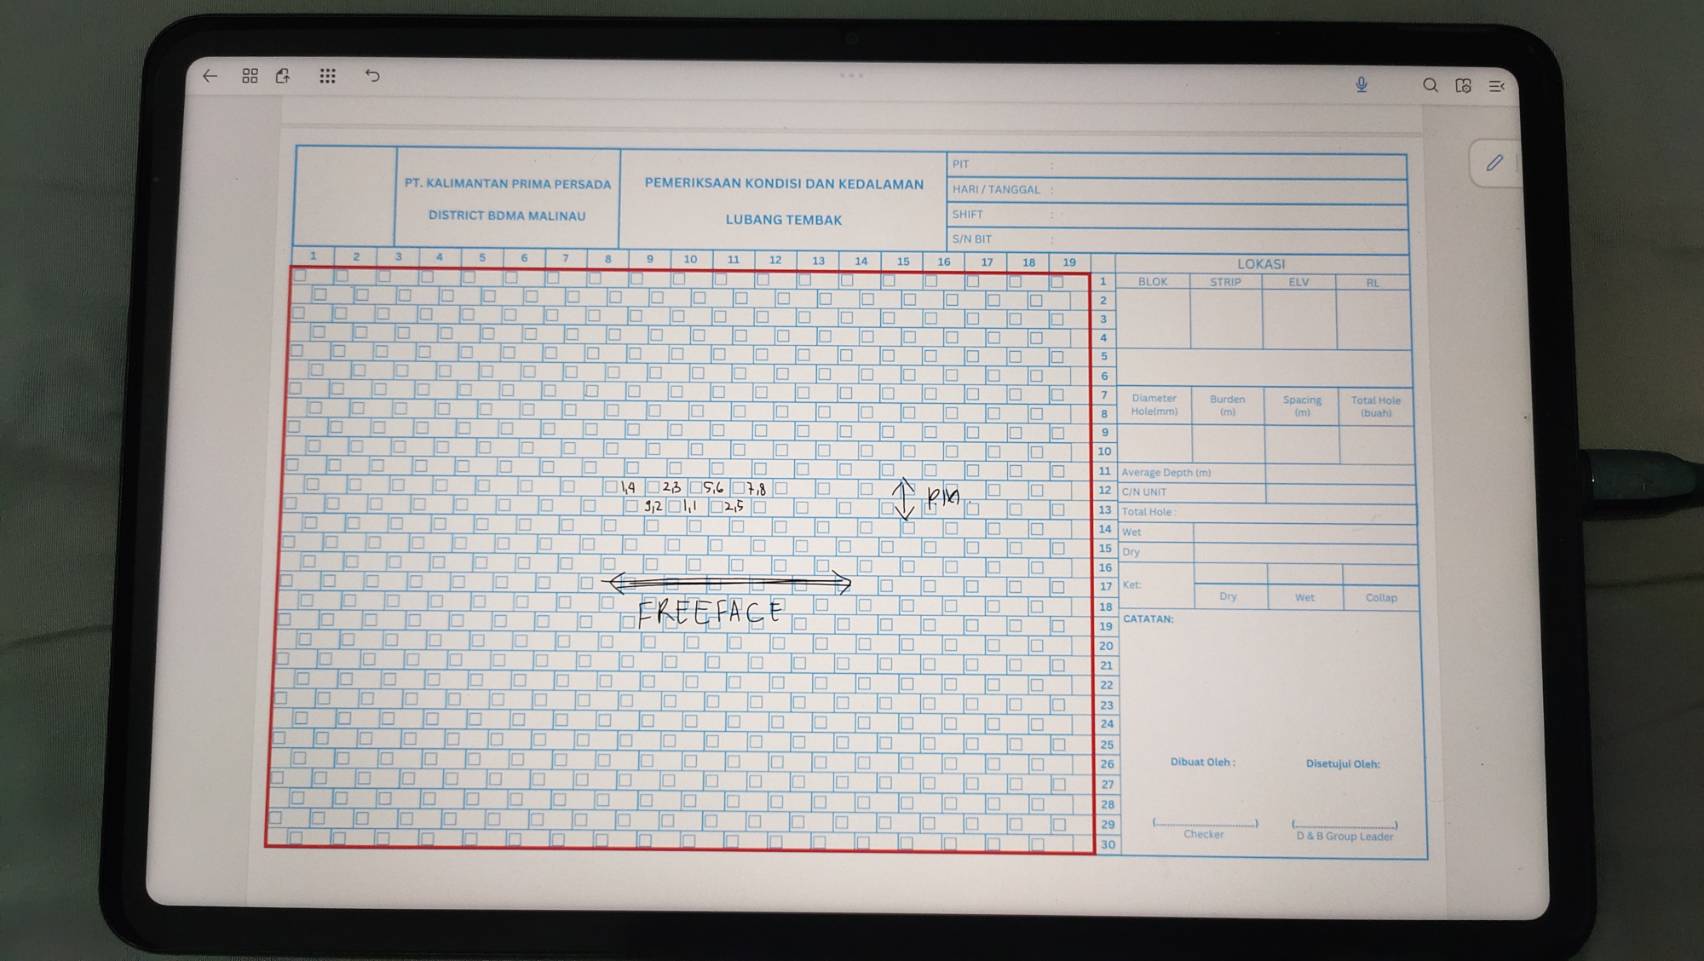 PT. KALIMANTAN PRIMA PERSADA
DISTRICT BDMA MALINAU
PEMERIKSAAN KONDISI DAN KEDALAMAN
LUBANG TEMBAK
PIT :
HARI / TANGGAL :
SHIFT :
S/N BIT :
1 2 3 4 5 6 7 8 9 10 11 12 13 14 15 16 17 18 19
LOKASI
BLOK STRIP ELV RL
1
2
3
4
5
6
7
8
9
10
11
12
13
14
15
16
17
18
19
20
21
22
23
24
25
26
27
28
29
30
Diameter Hole(mm) Burden (m) Spacing (m) Total Hole (buah)
Average Depth (m)
C/N UNIT
Total Hole :
Wet
Dry
Ket:
Dry Wet Collap
CATATAN:
1,4 2,3 5,6 7,8
3,2 1,1 2,5
FREEFACE
Dibuat Oleh : Disetujui Oleh:
(....................) (....................)
Checker D & B Group Leader